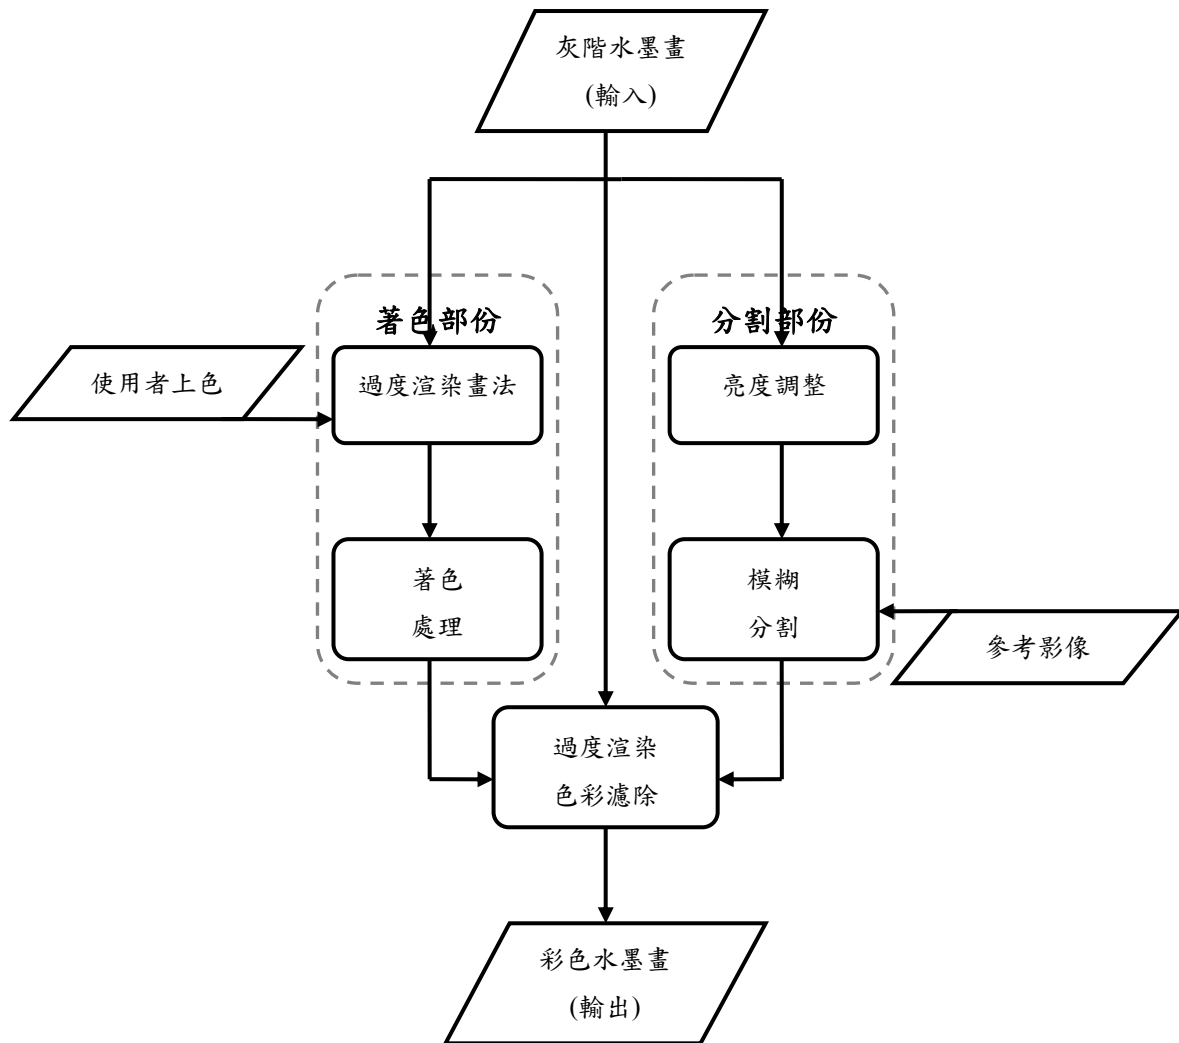 灰階水墨畫
(輸入)
著色部份
分割部份
使用者上色
過度渲染畫法
亮度調整
著色
處理
模糊
分割
參考影像
過度渲染
色彩濾除
彩色水墨畫
(輸出)